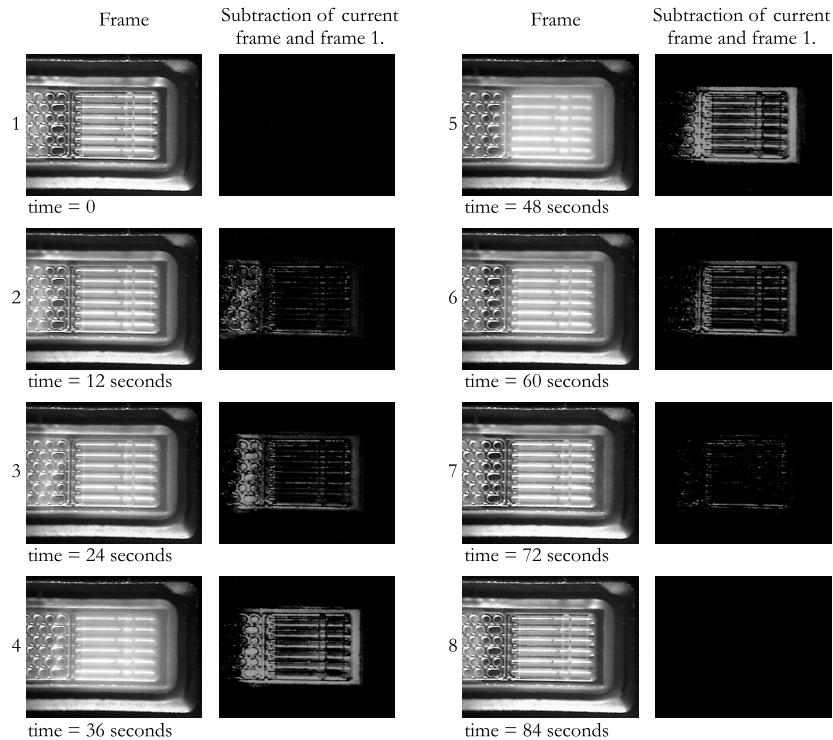 Frame
Subtraction of current
frame and frame 1.
1
time = 0
2
time = 12 seconds
3
time = 24 seconds
4
time = 36 seconds
Frame
Subtraction of current
frame and frame 1.
5
time = 48 seconds
6
time = 60 seconds
7
time = 72 seconds
8
time = 84 seconds